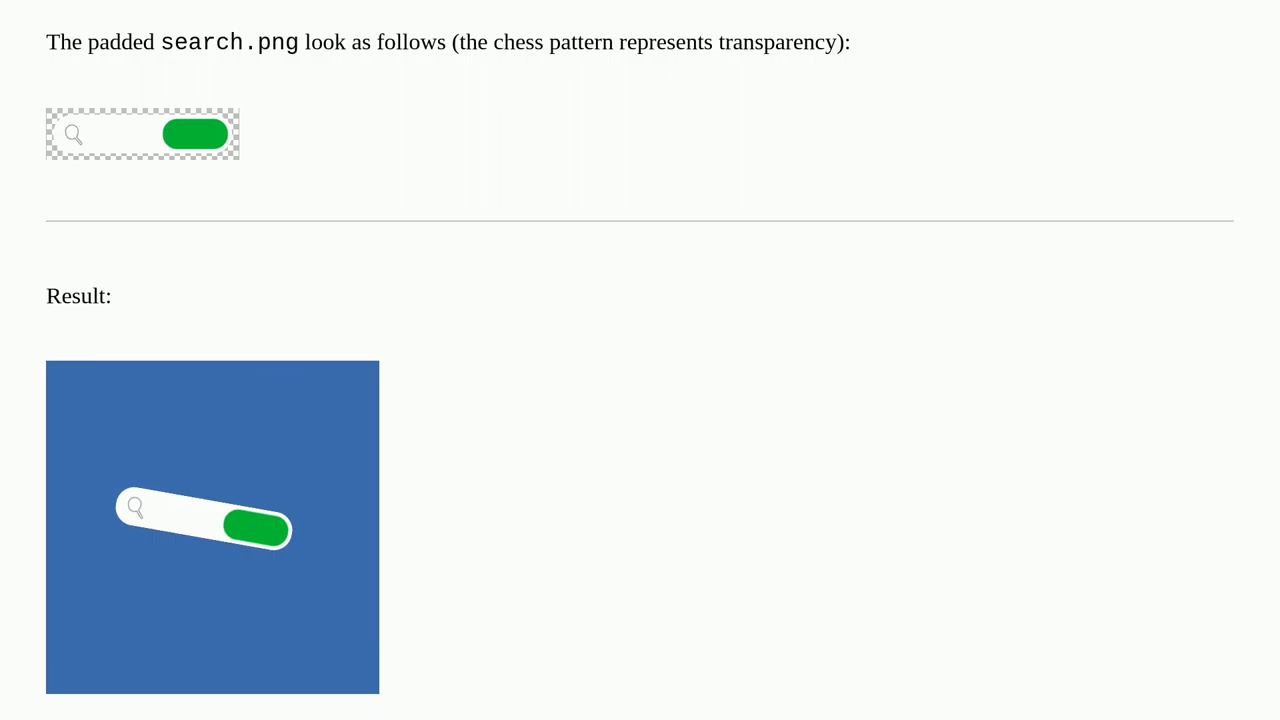 The padded search.png look as follows (the chess pattern represents transparency):
Result: